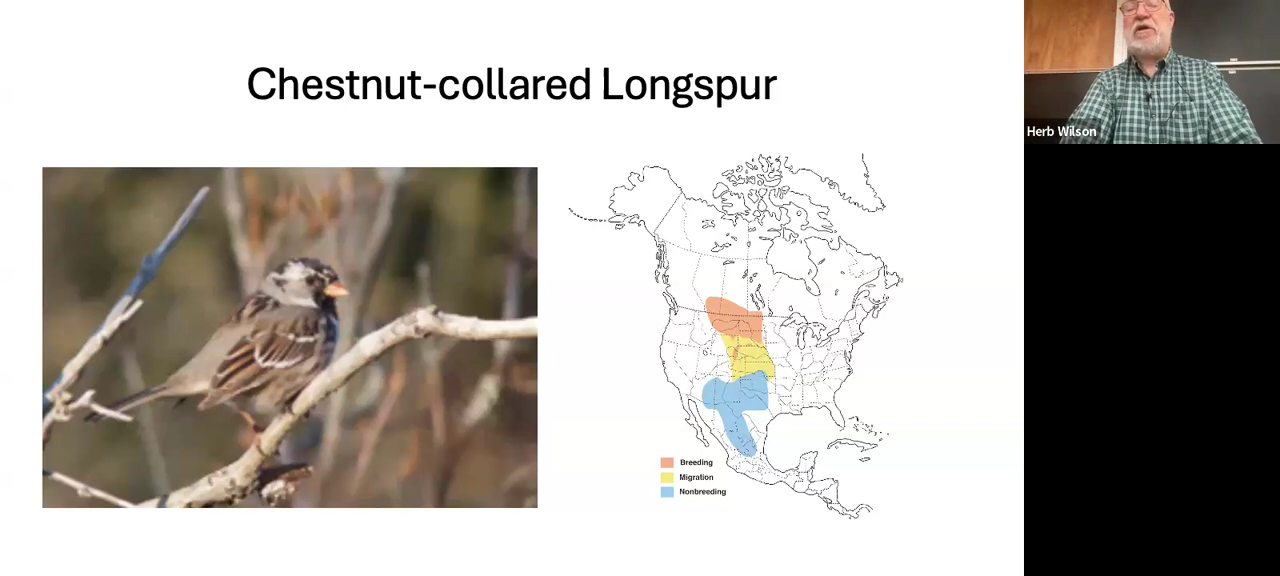 Chestnut-collared Longspur
Herb Wilson
Breeding
Migration
Nonbreeding